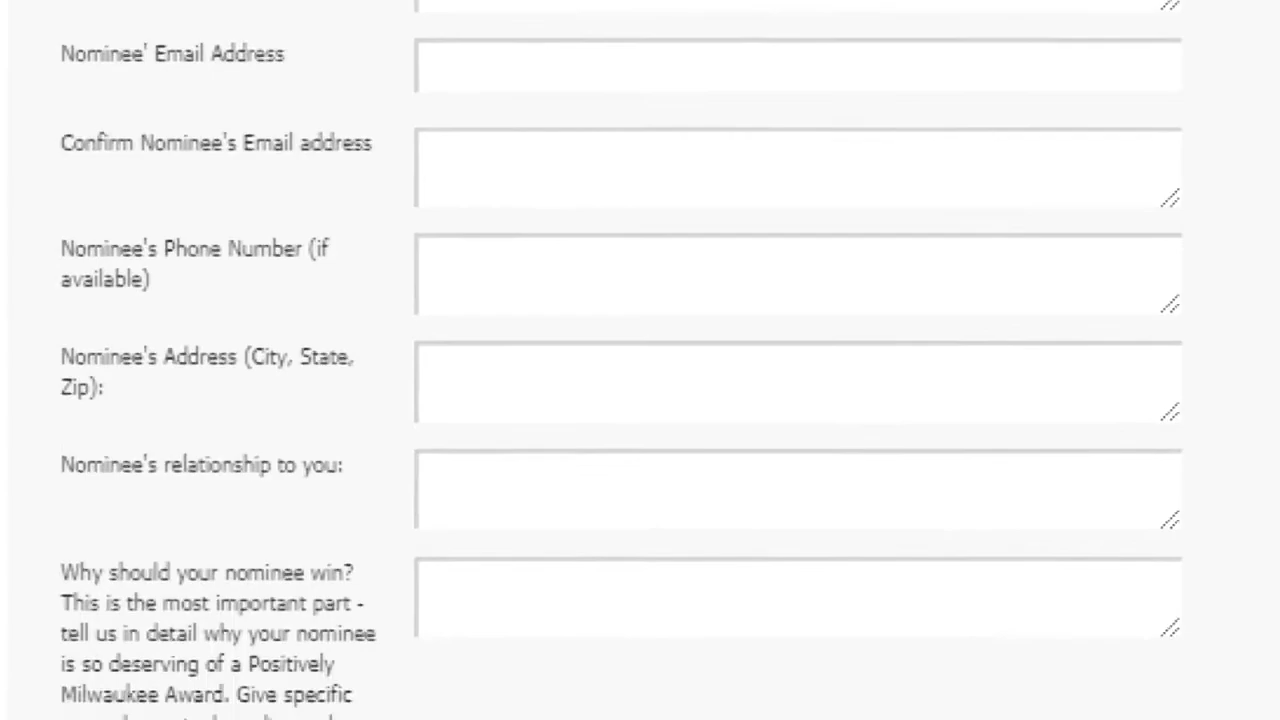 Nominee' Email Address
Confirm Nominee's Email address
Nominee's Phone Number (if
available)
Nominee's Address (City, State,
Zip):
Nominee's relationship to you:
Why should your nominee win?
This is the most important part -
tell us in detail why your nominee
is so deserving of a Positively
Milwaukee Award. Give specific